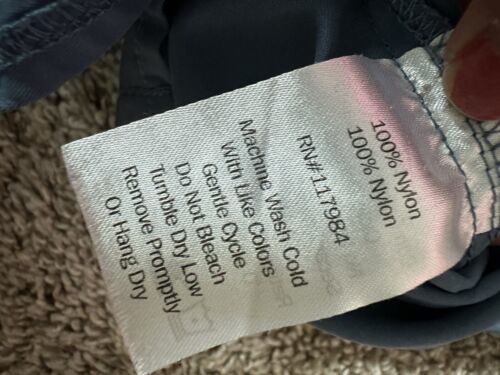 100% Nylon
100% Nylon
RN#117984
Machine Wash Cold
With Like Colors
Gentle Cycle
Do Not Bleach
Tumble Dry Low
Remove Promptly
Or Hang Dry